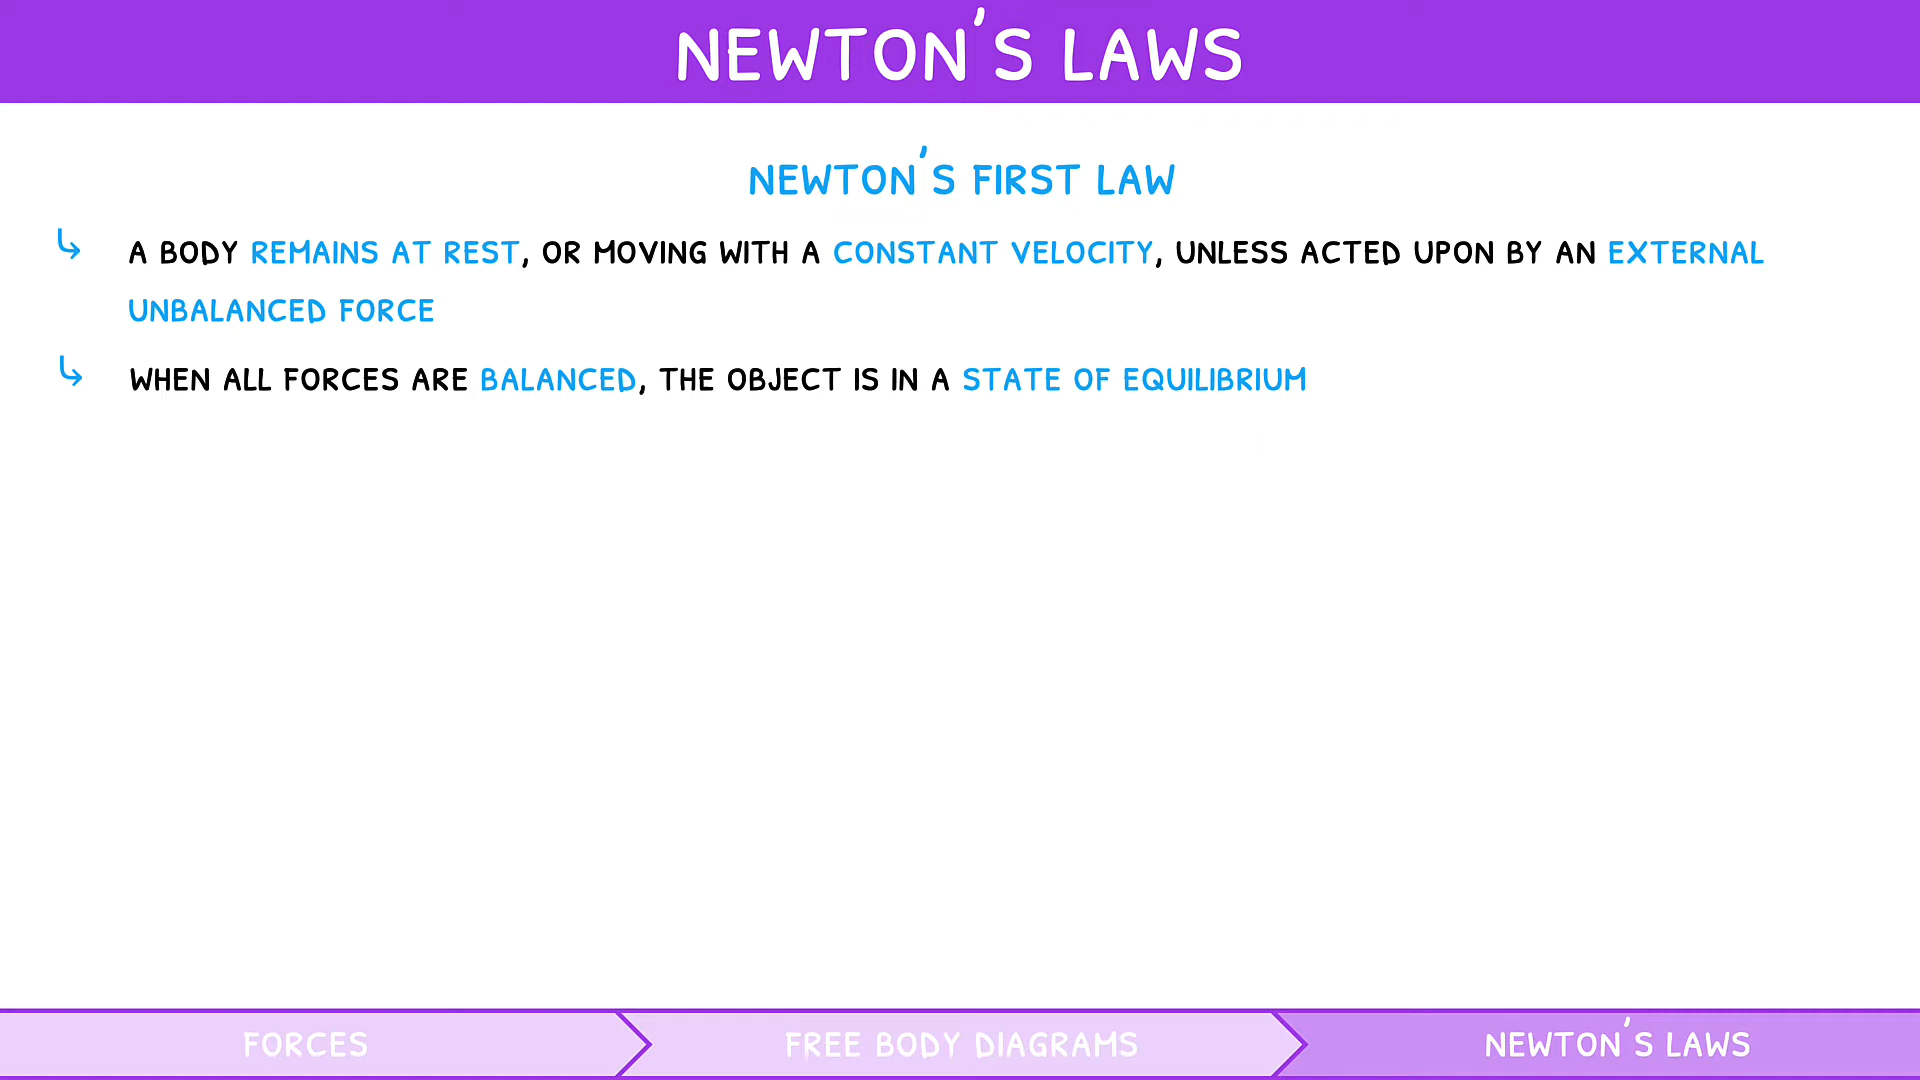 NEWTON'S LAWS
NEWTON'S FIRST LAW
↳ A BODY REMAINS AT REST, OR MOVING WITH A CONSTANT VELOCITY, UNLESS ACTED UPON BY AN EXTERNAL
UNBALANCED FORCE
↳ WHEN ALL FORCES ARE BALANCED, THE OBJECT IS IN A STATE OF EQUILIBRIUM
FORCES
FREE BODY DIAGRAMS
NEWTON'S LAWS